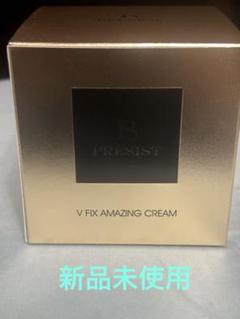 B
PRESIST
V FIX AMAZING CREAM
新品未使用